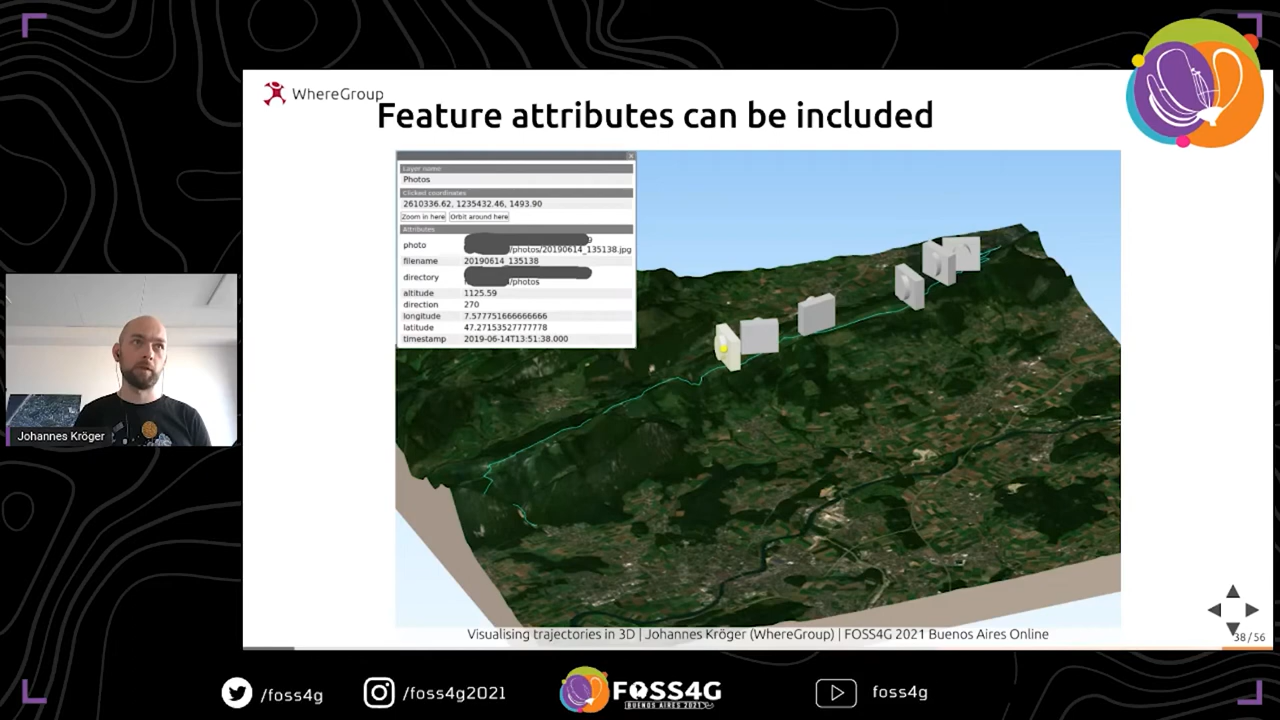 WhereGroup
Feature attributes can be included
Layer name
Photos
Clicked coordinates
2610336.62, 1235432.46, 1493.90
Zoom in here Orbit around here
Attributes
photo
/photos/20190614_135138.jpg
filename 20190614_135138
directory
/photos
altitude 1125.59
direction 270
longitude 7.577751666666666
latitude 47.27153527777778
timestamp 2019-06-14T13:51:38.000
Johannes Kröger
Visualising trajectories in 3D | Johannes Kröger (WhereGroup) | FOSS4G 2021 Buenos Aires Online
38 / 56
/foss4g
/foss4g2021
FOSS4G
BUENOS AIRES 2021
foss4g